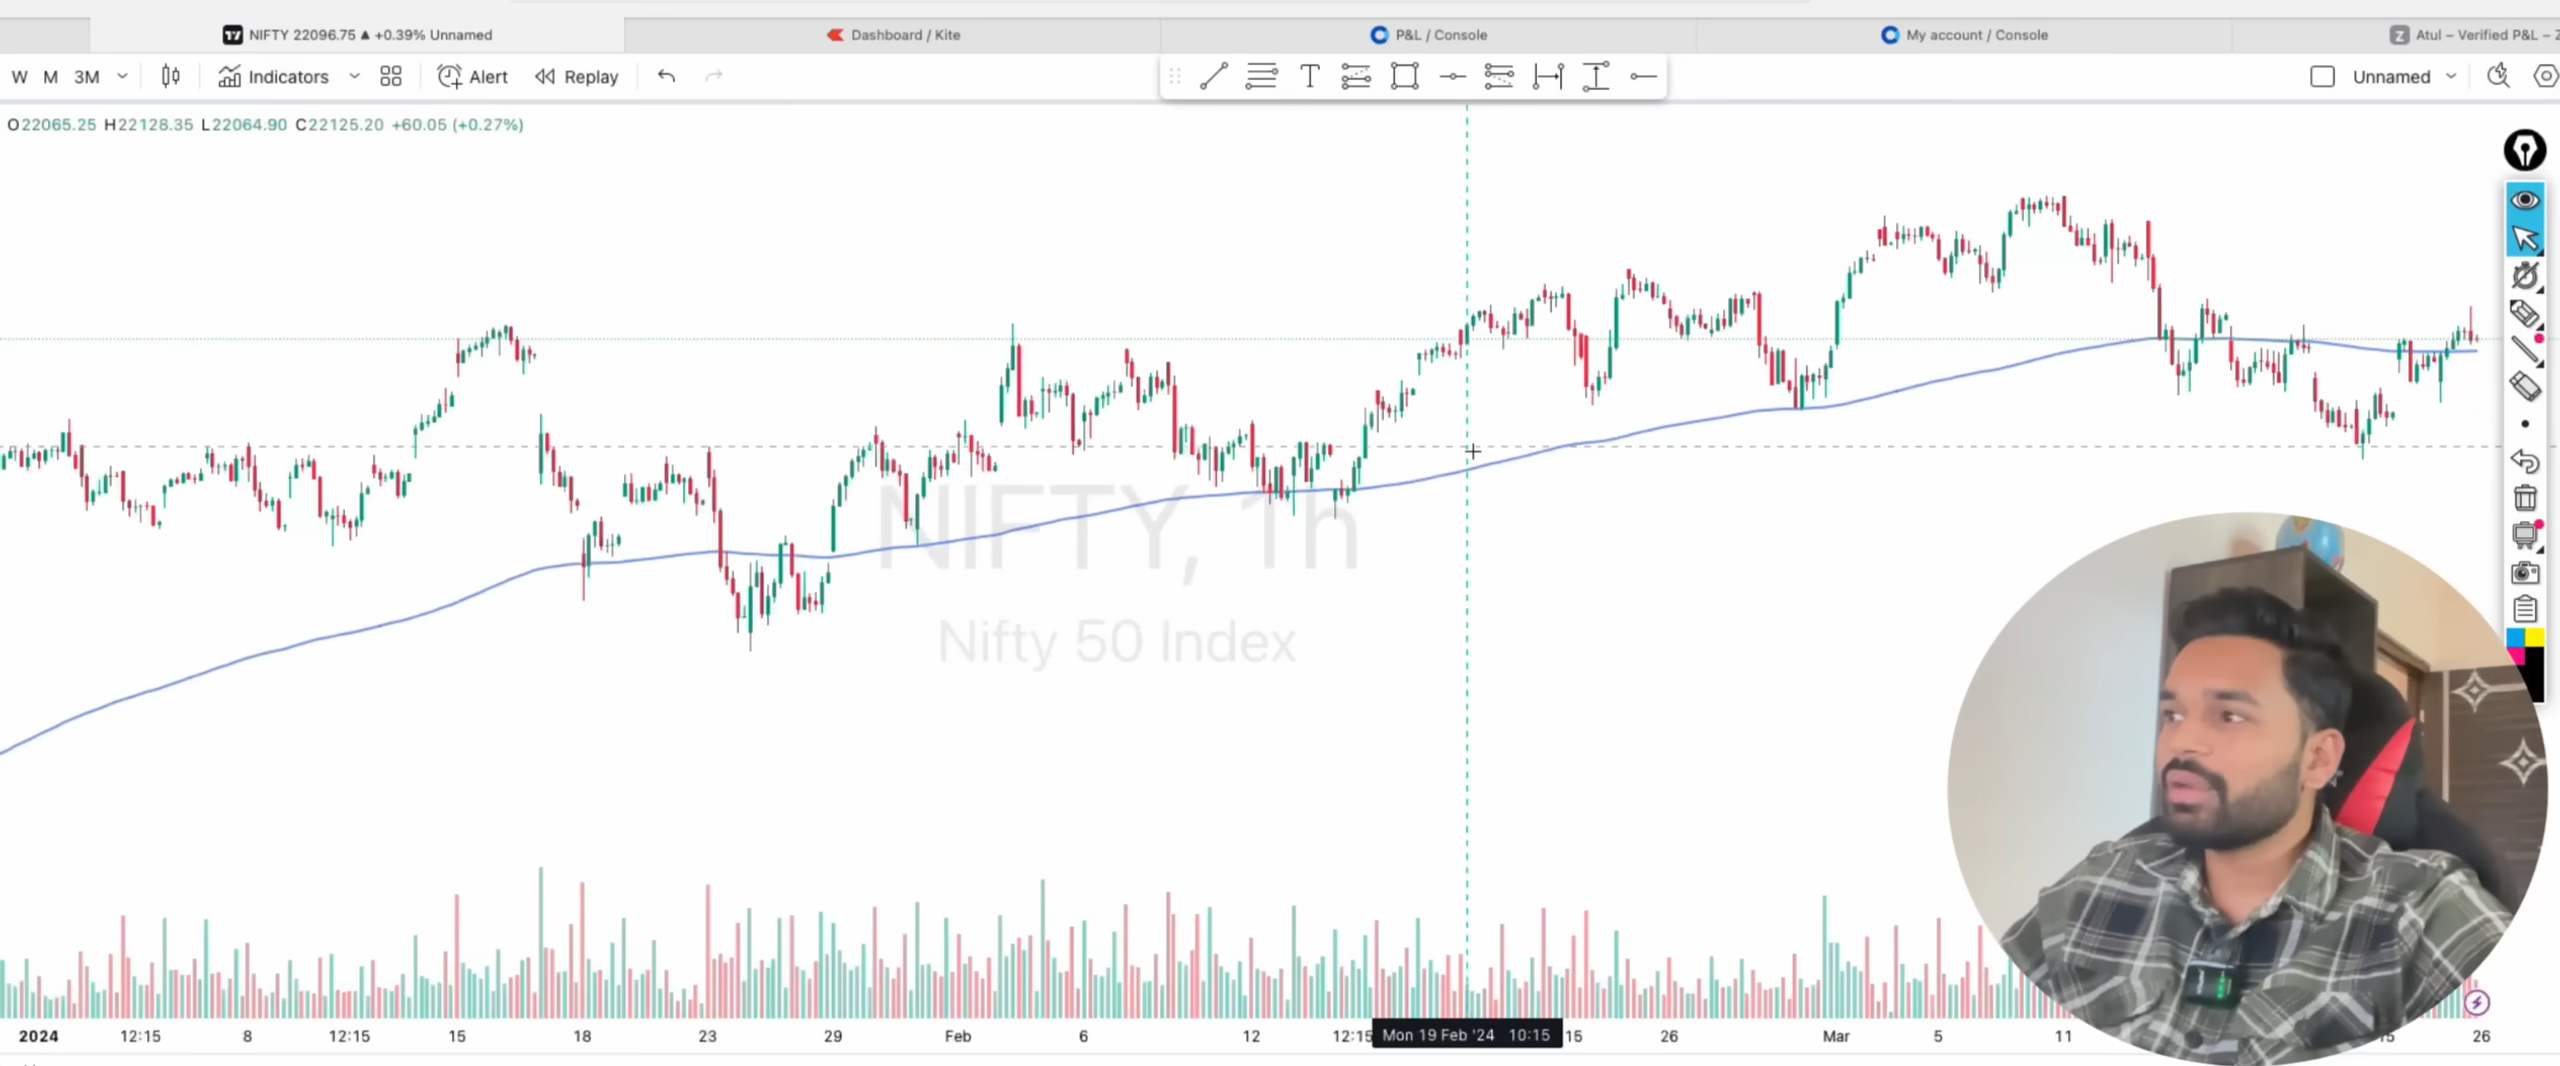 NIFTY 22096.75 ▲ +0.39% Unnamed
Dashboard / Kite
P&L / Console
My account / Console
Atul – Verified P&L –
W M 3M Indicators Alert Replay T Unnamed
O22065.25 H22128.35 L22064.90 C22125.20 +60.05 (+0.27%)
NIFTY, 1h
Nifty 50 Index
2024 12:15 8 12:15 15 18 23 29 Feb 6 12 12:15 Mon 19 Feb '24 10:15 15 26 Mar 5 11 15 26